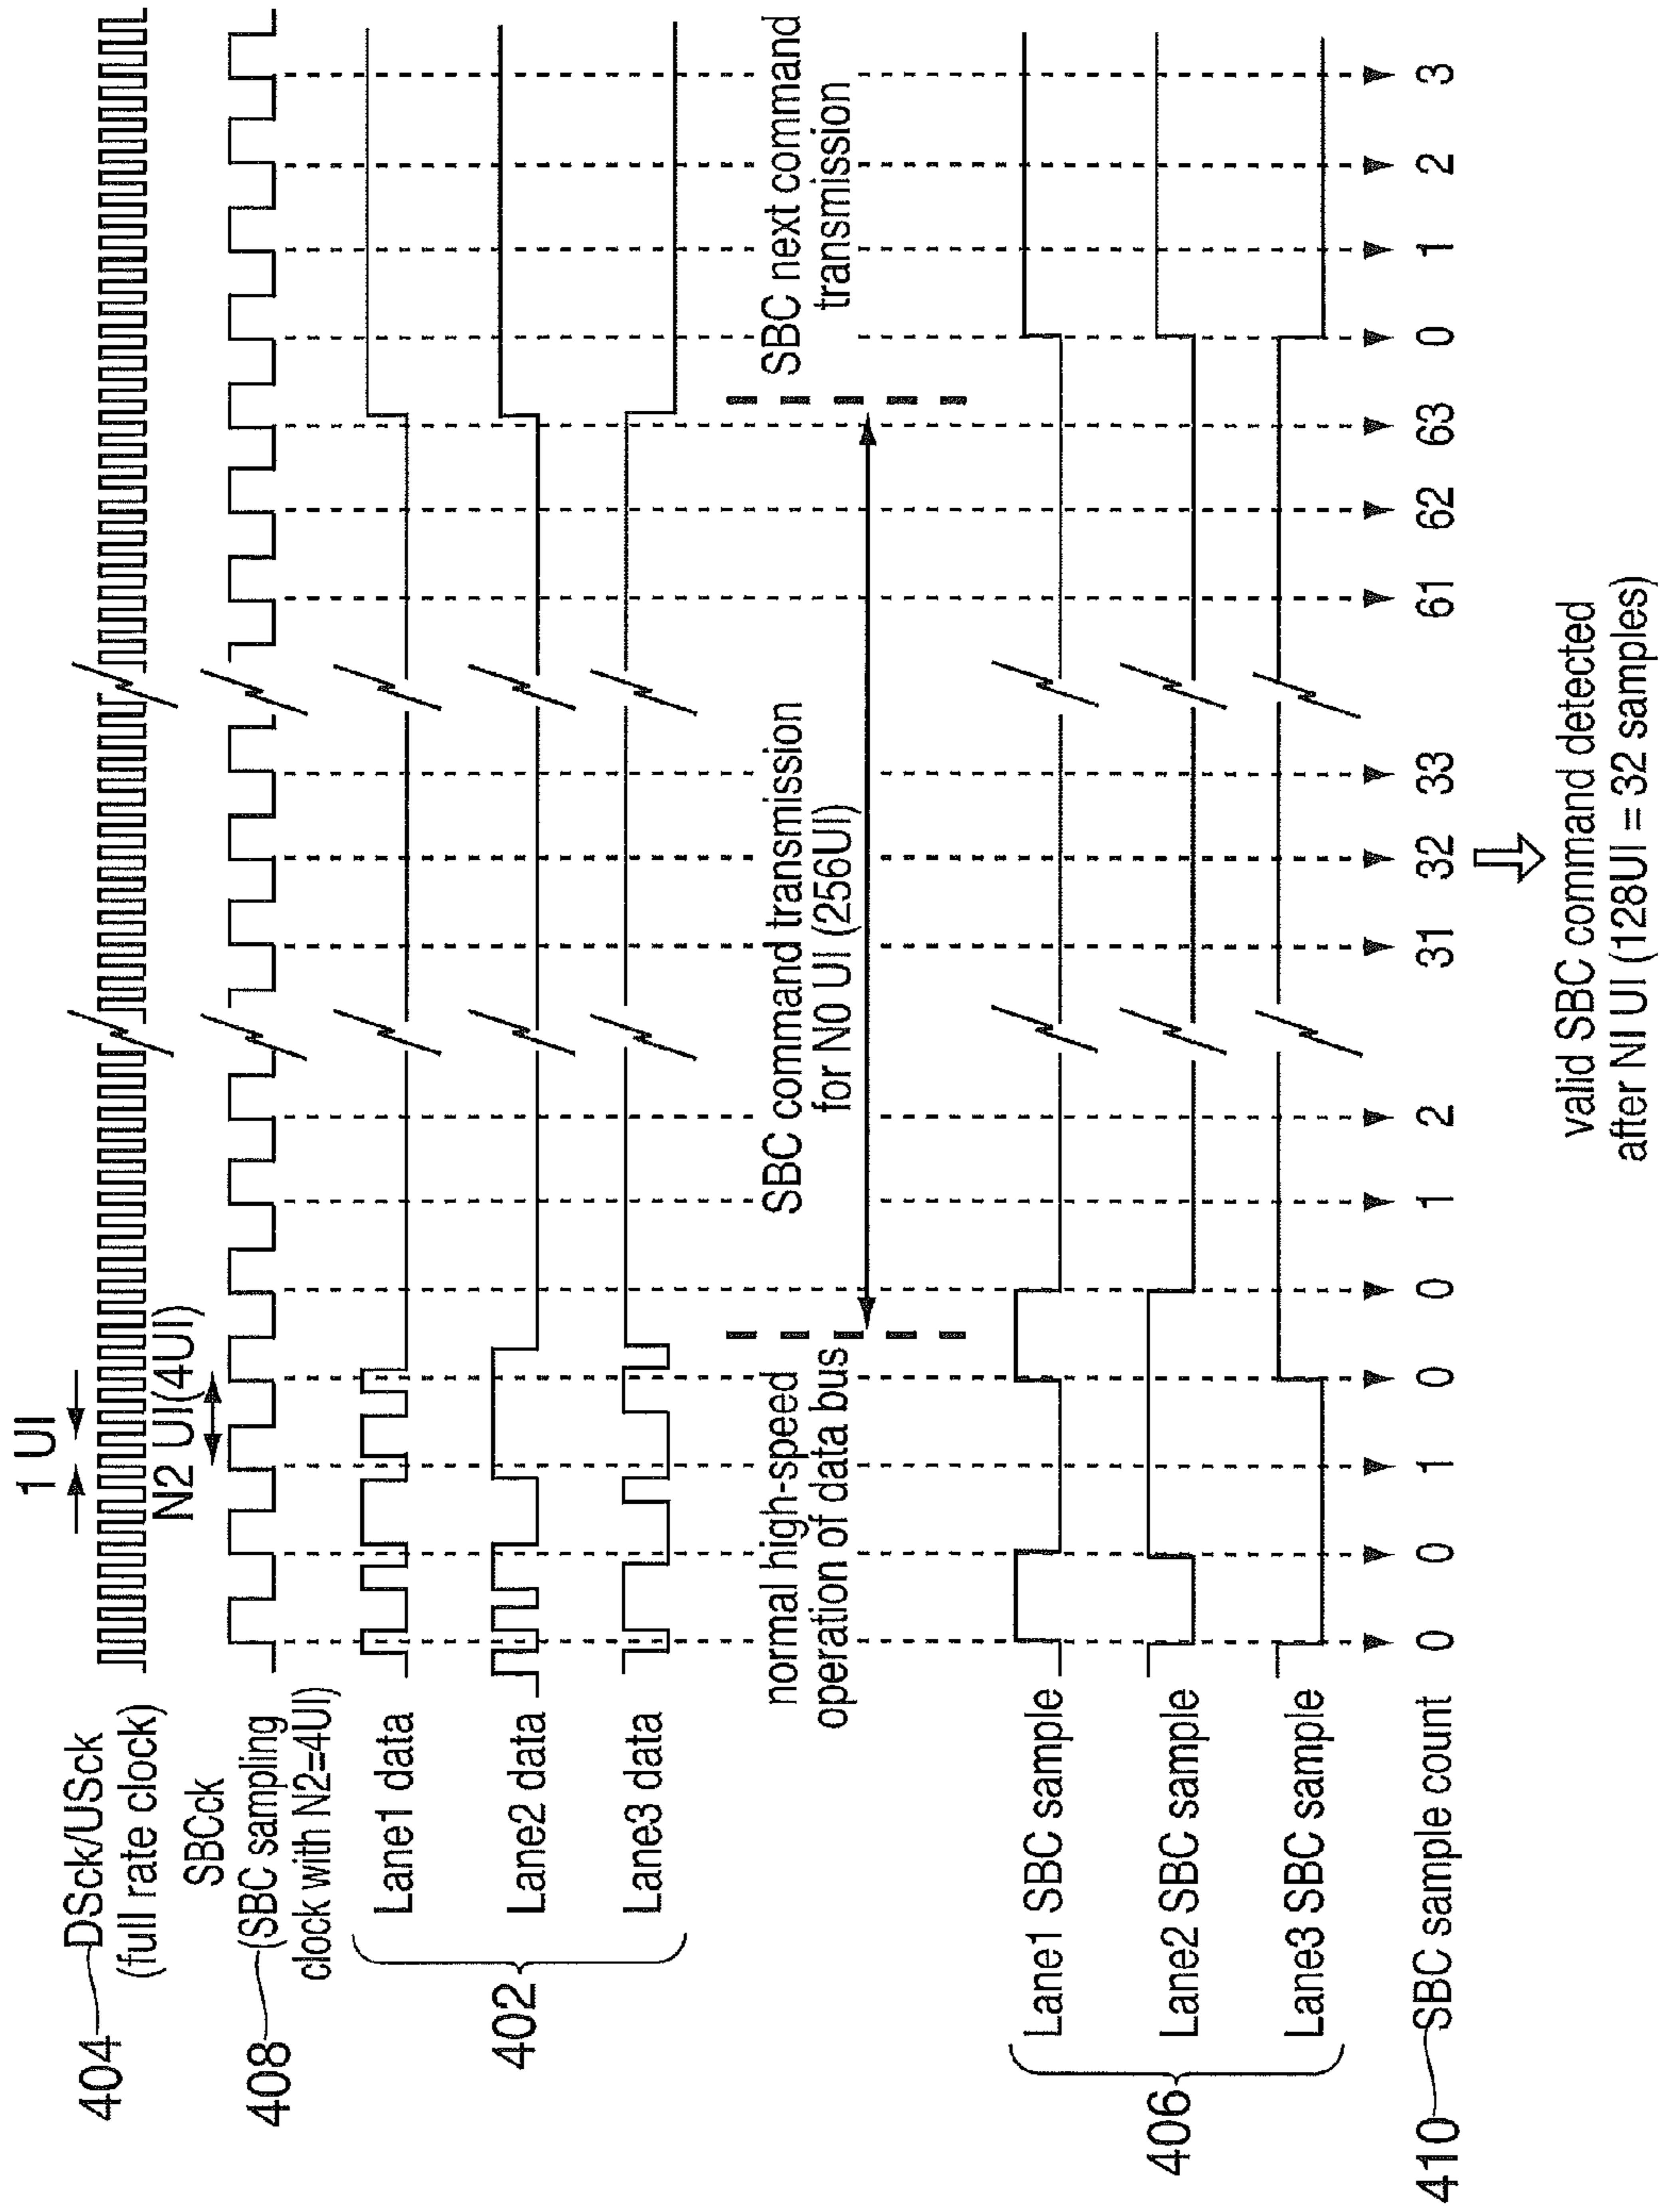 1 UI
404
DSck/USck
(full rate clock)
N2 UI(4UI)
408
SBCck
(SBC sampling
clock with N2=4UI)
402
Lane1 data
Lane2 data
Lane3 data
normal high-speed
operation of data bus
SBC command transmission
for N0 UI (256UI)
SBC next command
transmission
406
Lane1 SBC sample
Lane2 SBC sample
Lane3 SBC sample
410
SBC sample count
0 0 1 0 0 1 2 31 32 33 61 62 63 0 1 2 3
valid SBC command detected
after NI UI (128UI = 32 samples)